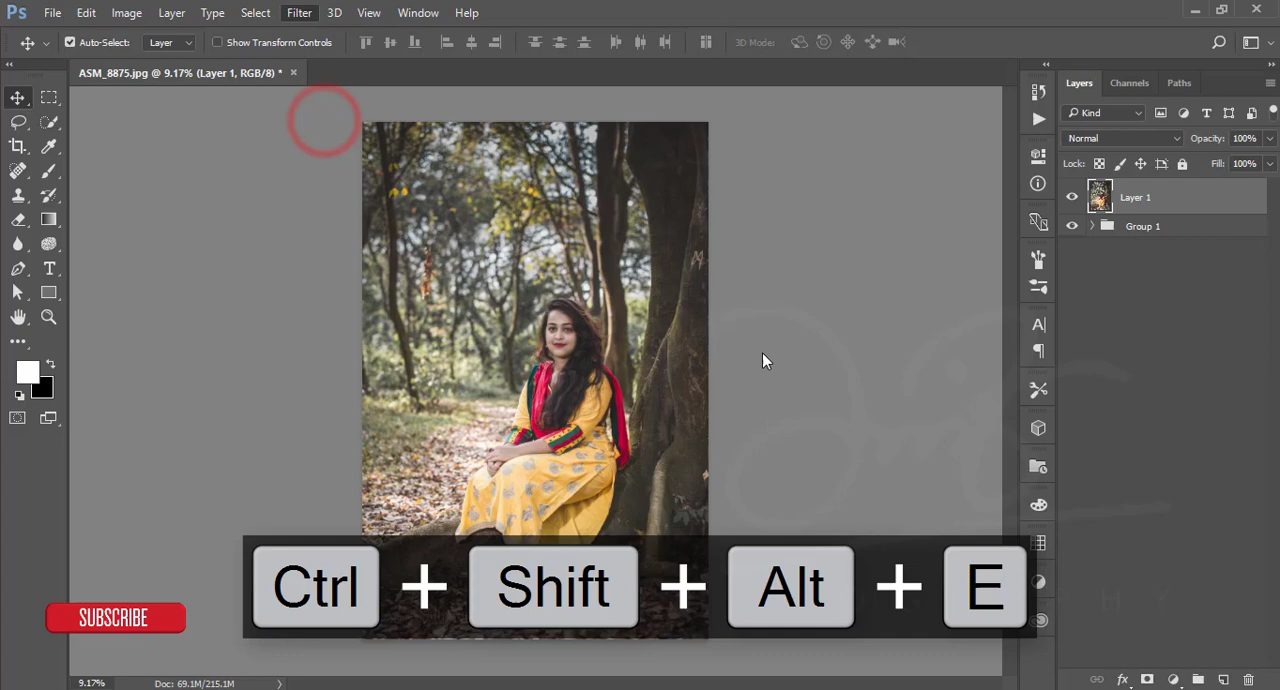 Ps File Edit Image Layer Type Select Filter 3D View Window Help
Auto-Select: Layer Show Transform Controls 3D Mode:
ASM_8875.jpg @ 9.17% (Layer 1, RGB/8) * ×
Layers Channels Paths
Kind
Normal Opacity: 100%
Lock: Fill: 100%
Layer 1
Group 1
Ctrl + Shift + Alt + E
SUBSCRIBE
9.17% Doc: 69.1M/215.1M